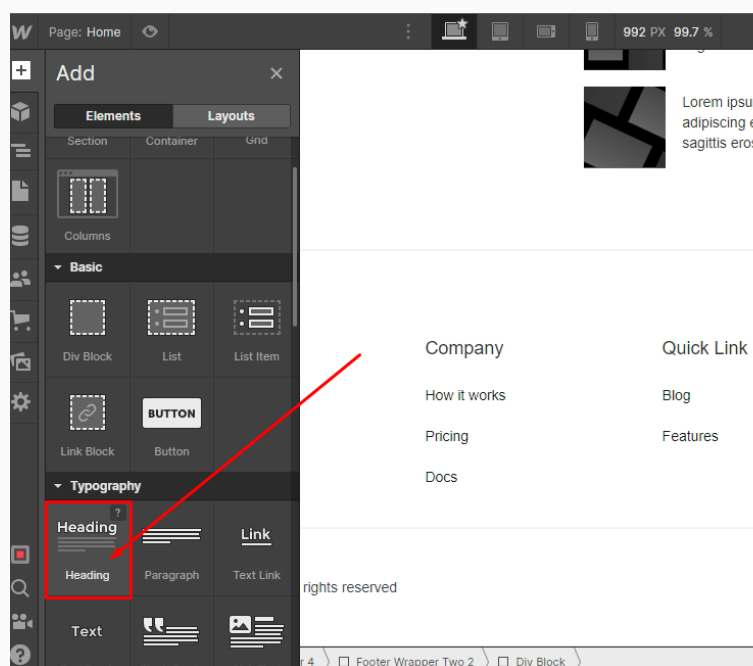 Page: Home
992 PX 99.7 %
Add
Elements
Layouts
Section
Container
Grid
Columns
Basic
Div Block
List
List Item
Link Block
BUTTON
Button
Typography
Heading
?
Link
Heading
Paragraph
Text Link
Text
Lorem ipsu
adipiscing e
sagittis eros
Company
Quick Link
How it works
Blog
Pricing
Features
Docs
rights reserved
r 4
Footer Wrapper Two 2
Div Block